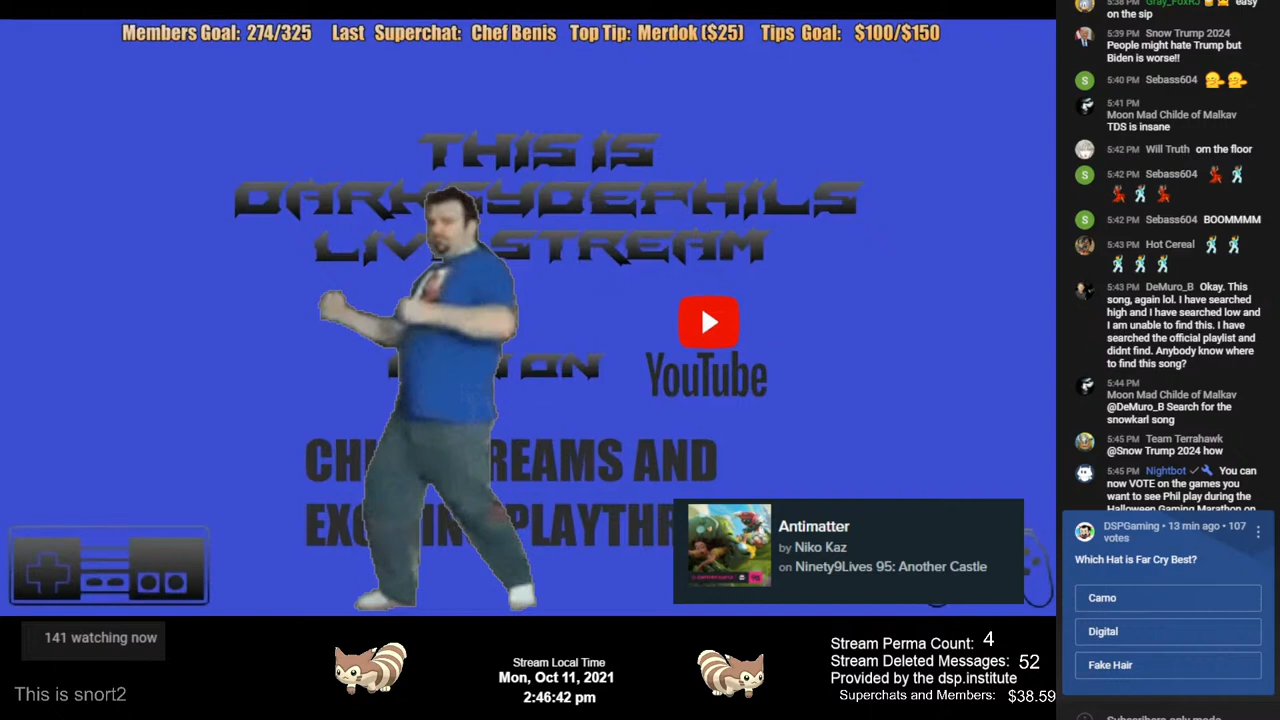 Members Goal: 274/325 Last Superchat: Chef Benis Top Tip: Merdok ($25) Tips Goal: $100/$150
THIS IS
DARKSYDEPHILS
LIVESTREAM
ON
YouTube
REAMS AND
PLAYTHR
Antimatter
by Niko Kaz
on Ninety9Lives 95: Another Castle
141 watching now
This is snort2
Stream Local Time
Mon, Oct 11, 2021
2:46:42 pm
Stream Perma Count: 4
Stream Deleted Messages: 52
Provided by the dsp.institute
Superchats and Members: $38.59
5:38 PM Gray_FoxRJ easy
on the sip
5:39 PM Snow Trump 2024
People might hate Trump but
Biden is worse!!
5:40 PM Sebass604
5:41 PM
Moon Mad Childe of Malkav
TDS is insane
5:42 PM Will Truth om the floor
5:42 PM Sebass604
5:42 PM Sebass604 BOOMMMM
5:43 PM Hot Cereal
5:43 PM DeMuro_B Okay. This
song, again lol. I have searched
high and I have searched low and
I am unable to find this. I have
searched the official playlist and
didnt find. Anybody know where
to find this song?
5:44 PM
Moon Mad Childe of Malkav
@DeMuro_B Search for the
snowkarl song
5:45 PM Team Terrahawk
@Snow Trump 2024 how
5:45 PM Nightbot You can
now VOTE on the games you
want to see Phil play during the
Halloween Gaming Marathon on
DSPGaming • 13 min ago • 107
votes
Which Hat is Far Cry Best?
Camo
Digital
Fake Hair
Subscribers-only mode